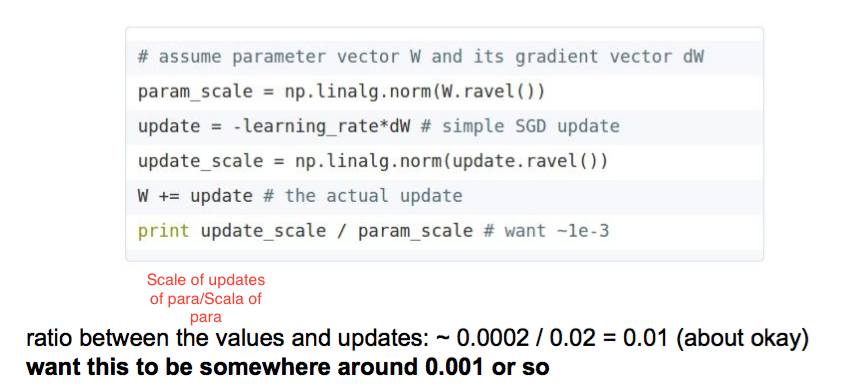 # assume parameter vector W and its gradient vector dW
param_scale = np.linalg.norm(W.ravel())
update = -learning_rate*dW # simple SGD update
update_scale = np.linalg.norm(update.ravel())
W += update # the actual update
print update_scale / param_scale # want ~1e-3
Scale of updates
of para/Scala of
para
ratio between the values and updates: ~ 0.0002 / 0.02 = 0.01 (about okay)
want this to be somewhere around 0.001 or so